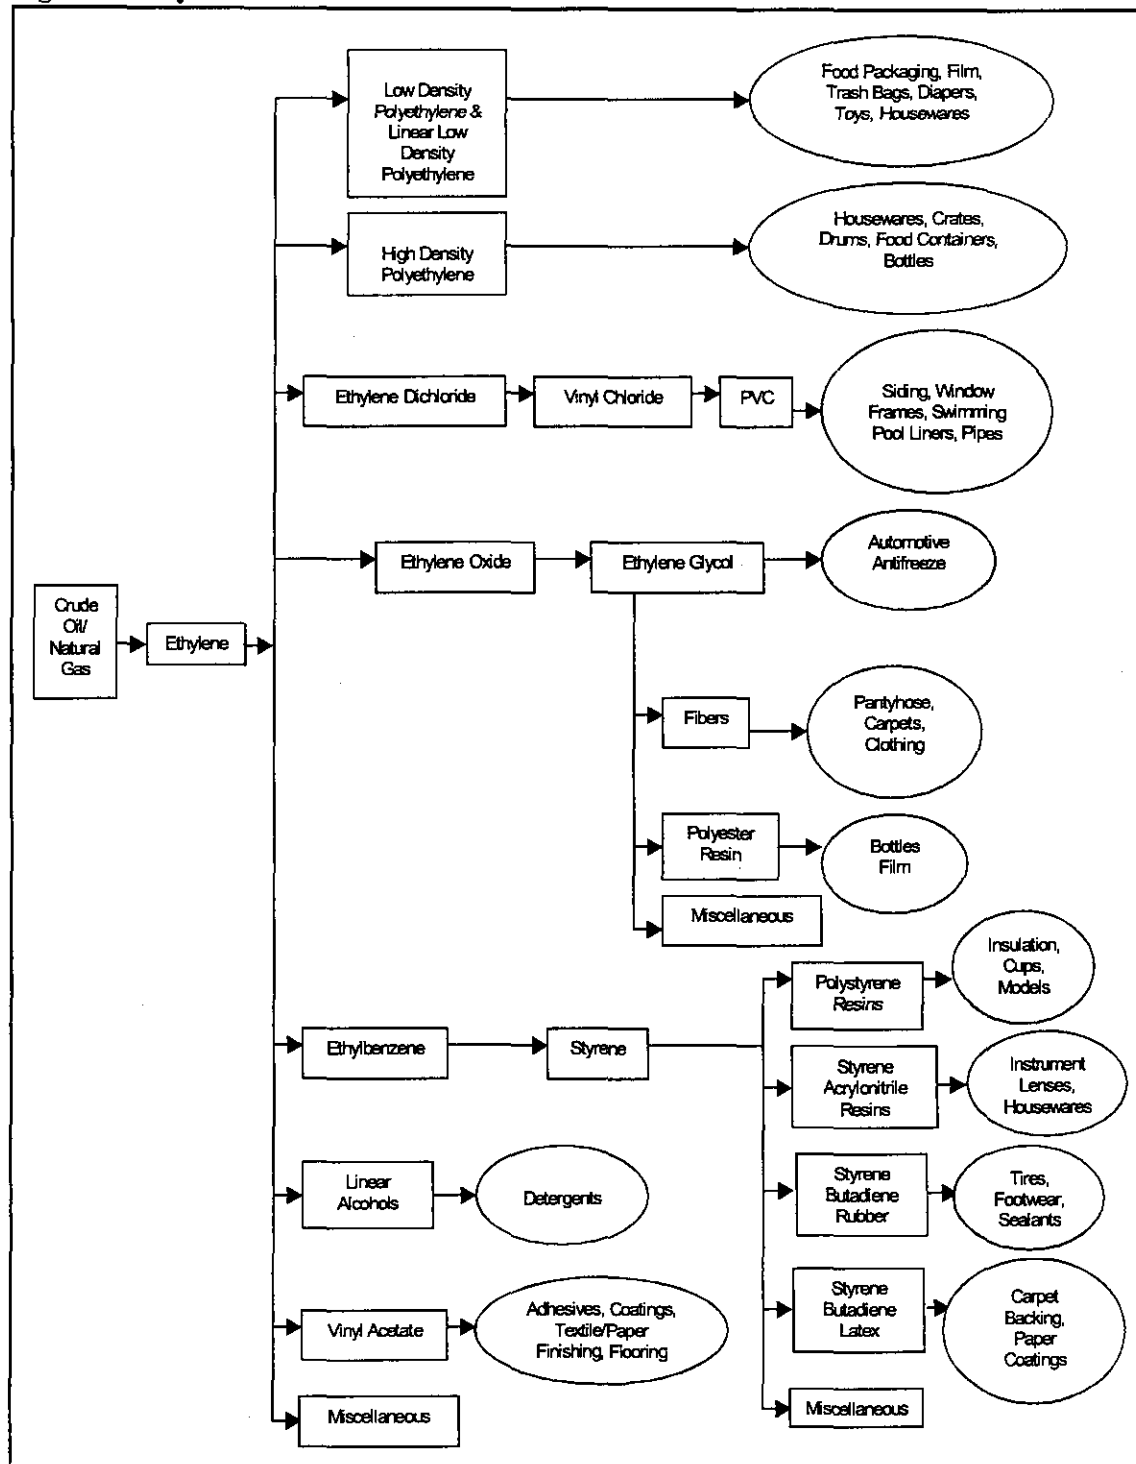 Low Density
Polyethylene &
Linear Low
Density
Polyethylene
Food Packaging, Film,
Trash Bags, Diapers,
Toys, Housewares
High Density
Polyethylene
Housewares, Crates,
Drums, Food Containers,
Bottles
Ethylene Dichloride
Vinyl Chloride
PVC
Siding, Window
Frames, Swimming
Pool Liners, Pipes
Ethylene Oxide
Ethylene Glycol
Automotive
Antifreeze
Crude
Oil/
Natural
Gas
Ethylene
Fibers
Pantyhose,
Carpets,
Clothing
Polyester
Resin
Bottles
Film
Miscellaneous
Ethylbenzene
Styrene
Polystyrene
Resins
Insulation,
Cups,
Models
Styrene
Acrylonitrile
Resins
Instrument
Lenses,
Housewares
Linear
Alcohols
Detergents
Styrene
Butadiene
Rubber
Tires,
Footwear,
Sealants
Vinyl Acetate
Adhesives, Coatings,
Textile/Paper
Finishing, Flooring
Styrene
Butadiene
Latex
Carpet
Backing,
Paper
Coatings
Miscellaneous
Miscellaneous